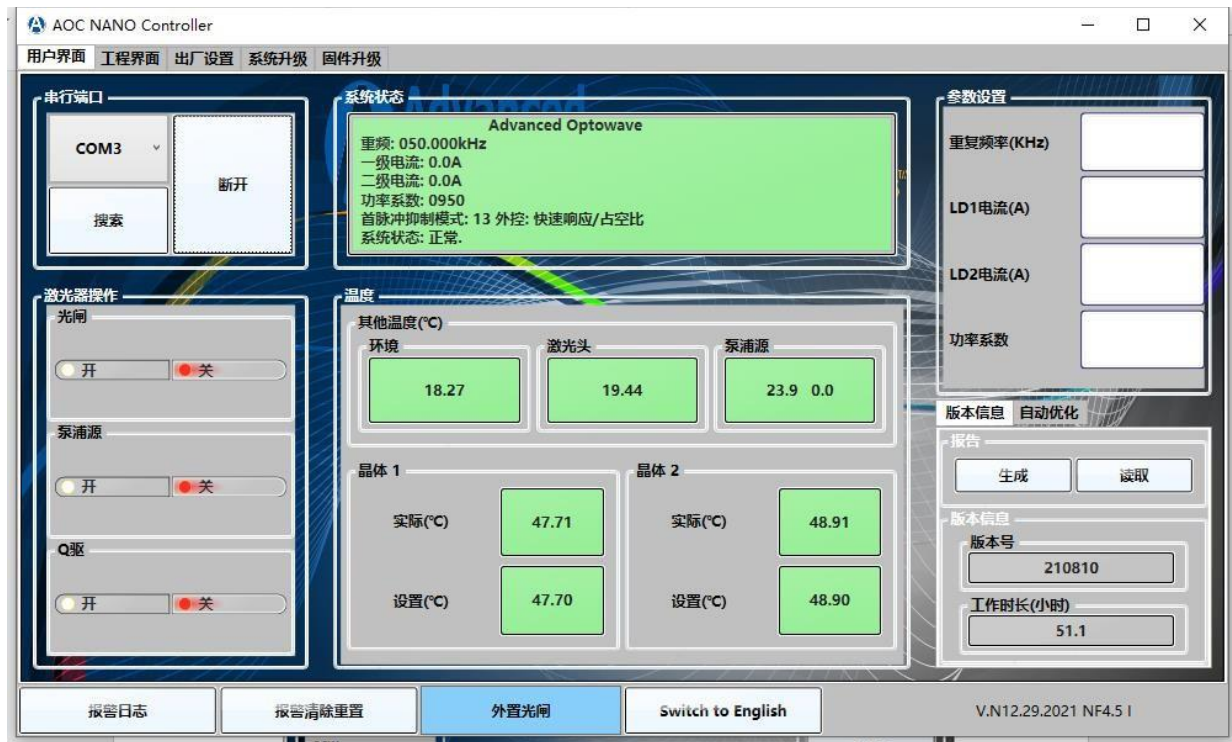 AOC NANO Controller
用户界面 工程界面 出厂设置 系统升级 固件升级
串行端口
COM3
断开
搜索
系统状态
Advanced
Advanced Optowave
重频: 050.000kHz
一级电流: 0.0A
二级电流: 0.0A
功率系数: 0950
首脉冲抑制模式: 13 外控: 快速响应/占空比
系统状态: 正常.
参数设置
重复频率(KHz)
LD1电流(A)
LD2电流(A)
功率系数
激光器操作
光闸
开 关
泵浦源
开 关
Q驱
开 关
温度
其他温度(℃)
环境 激光头 泵浦源
18.27 19.44 23.9 0.0
晶体 1 晶体 2
实际(℃) 47.71 实际(℃) 48.91
设置(℃) 47.70 设置(℃) 48.90
版本信息 自动优化
报告
生成 读取
版本信息
版本号
210810
工作时长(小时)
51.1
报警日志 报警清除重置 外置光闸 Switch to English V.N12.29.2021 NF4.5 I